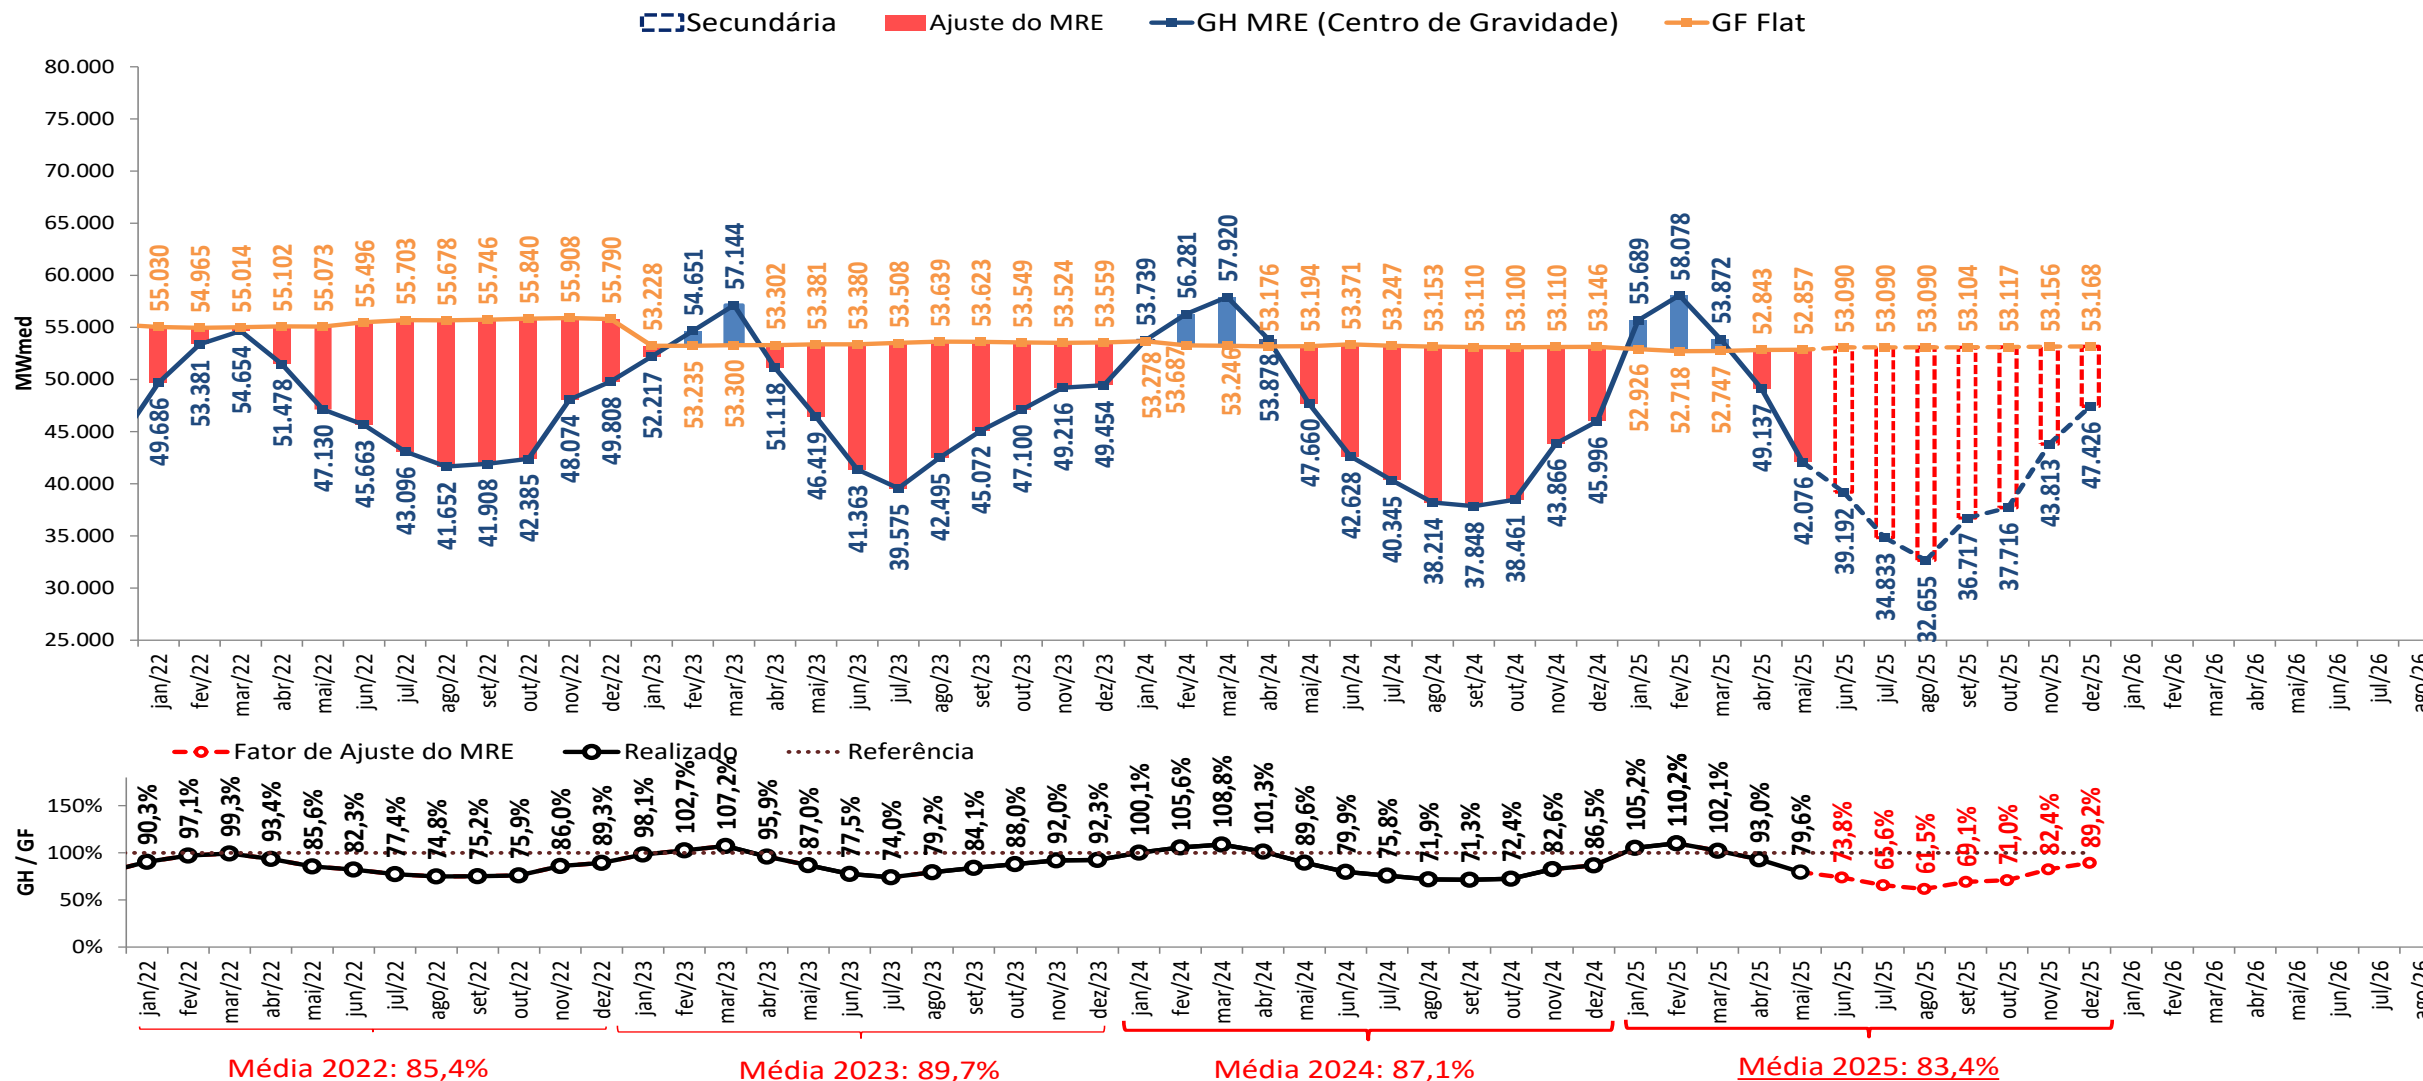 Secundária Ajuste do MRE GH MRE (Centro de Gravidade) GF Flat
MWmed
80.000
75.000
70.000
65.000
60.000
55.000
50.000
45.000
40.000
35.000
30.000
25.000
55.030 54.965 55.014 55.102 55.073 55.496 55.703 55.678 55.746 55.840 55.908 55.790 53.228 54.651 57.144 53.302 53.381 53.380 53.508 53.639 53.623 53.549 53.524 53.559 53.739 56.281 57.920 53.176 53.194 53.371 53.247 53.153 53.110 53.100 53.110 53.146 55.689 58.078 53.872 52.843 52.857 53.090 53.090 53.090 53.104 53.117 53.156 53.168
49.686 53.381 54.654 51.478 47.130 45.663 43.096 41.652 41.908 42.385 48.074 49.808 52.217 53.235 53.300 51.118 46.419 41.363 39.575 42.495 45.072 47.100 49.216 49.454 53.278 53.687 53.246 53.878 47.660 42.628 40.345 38.214 37.848 38.461 43.866 45.996 52.926 52.718 52.747 49.137 42.076 39.192 34.833 32.655 36.717 37.716 43.813 47.426
jan/22 fev/22 mar/22 abr/22 mai/22 jun/22 jul/22 ago/22 set/22 out/22 nov/22 dez/22 jan/23 fev/23 mar/23 abr/23 mai/23 jun/23 jul/23 ago/23 set/23 out/23 nov/23 dez/23 jan/24 fev/24 mar/24 abr/24 mai/24 jun/24 jul/24 ago/24 set/24 out/24 nov/24 dez/24 jan/25 fev/25 mar/25 abr/25 mai/25 jun/25 jul/25 ago/25 set/25 out/25 nov/25 dez/25 jan/26 fev/26 mar/26 abr/26 mai/26 jun/26 jul/26 ago/26
Fator de Ajuste do MRE Realizado Referência
GH / GF
150%
100%
50%
0%
90,3% 97,1% 99,3% 93,4% 85,6% 82,3% 77,4% 74,8% 75,2% 75,9% 86,0% 89,3% 98,1% 102,7% 107,2% 95,9% 87,0% 77,5% 74,0% 79,2% 84,1% 88,0% 92,0% 92,3% 100,1% 105,6% 108,8% 101,3% 89,6% 79,9% 75,8% 71,9% 71,3% 72,4% 82,6% 86,5% 105,2% 110,2% 102,1% 93,0% 79,6% 73,8% 65,6% 61,5% 69,1% 71,0% 82,4% 89,2%
jan/22 fev/22 mar/22 abr/22 mai/22 jun/22 jul/22 ago/22 set/22 out/22 nov/22 dez/22 jan/23 fev/23 mar/23 abr/23 mai/23 jun/23 jul/23 ago/23 set/23 out/23 nov/23 dez/23 jan/24 fev/24 mar/24 abr/24 mai/24 jun/24 jul/24 ago/24 set/24 out/24 nov/24 dez/24 jan/25 fev/25 mar/25 abr/25 mai/25 jun/25 jul/25 ago/25 set/25 out/25 nov/25 dez/25 jan/26 fev/26 mar/26 abr/26 mai/26 jun/26 jul/26 ago/26
Média 2022: 85,4% Média 2023: 89,7% Média 2024: 87,1% Média 2025: 83,4%